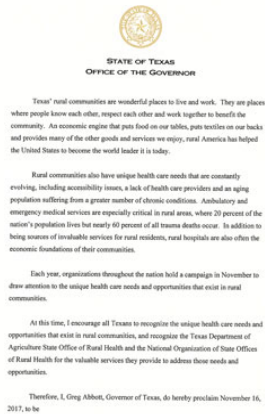 STATE OF TEXAS
OFFICE OF THE GOVERNOR
Texas' rural communities are wonderful places to live and work. They are places
where people know each other, respect each other and work together to benefit the
community. An economic engine that puts food on our tables, puts textiles on our backs
and provides many of the other goods and services we enjoy, rural America has helped
the United States to become the world leader it is today.
Rural communities also have unique health care needs that are constantly
evolving, including accessibility issues, a lack of health care providers and an aging
population suffering from a greater number of chronic conditions. Ambulatory and
emergency medical services are especially critical in rural areas, where 20 percent of the
nation's population lives but nearly 60 percent of all trauma deaths occur. In addition to
being sources of invaluable services for rural residents, rural hospitals are also often the
economic foundations of their communities.
Each year, organizations throughout the nation hold a campaign in November to
draw attention to the unique health care needs and opportunities that exist in rural
communities.
At this time, I encourage all Texans to recognize the unique health care needs and
opportunities that exist in rural communities, and recognize the Texas Department of
Agriculture State Office of Rural Health and the National Organization of State Offices
of Rural Health for the valuable services they provide to address those needs and
opportunities.
Therefore, I, Greg Abbott, Governor of Texas, do hereby proclaim November 16,
2017, to be